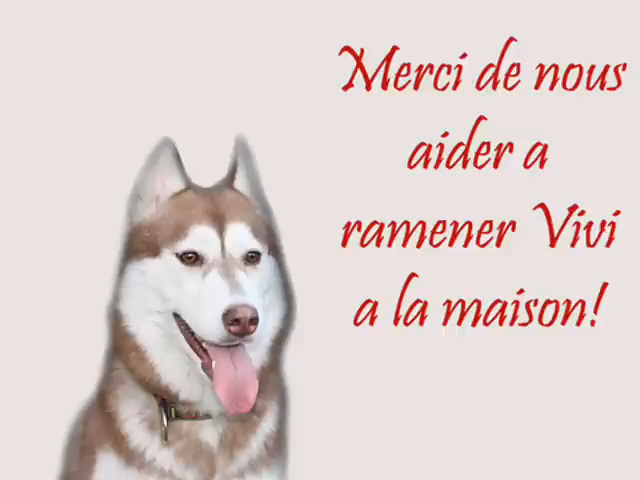 Merci de nous
aider a
ramener Vivi
a la maison!